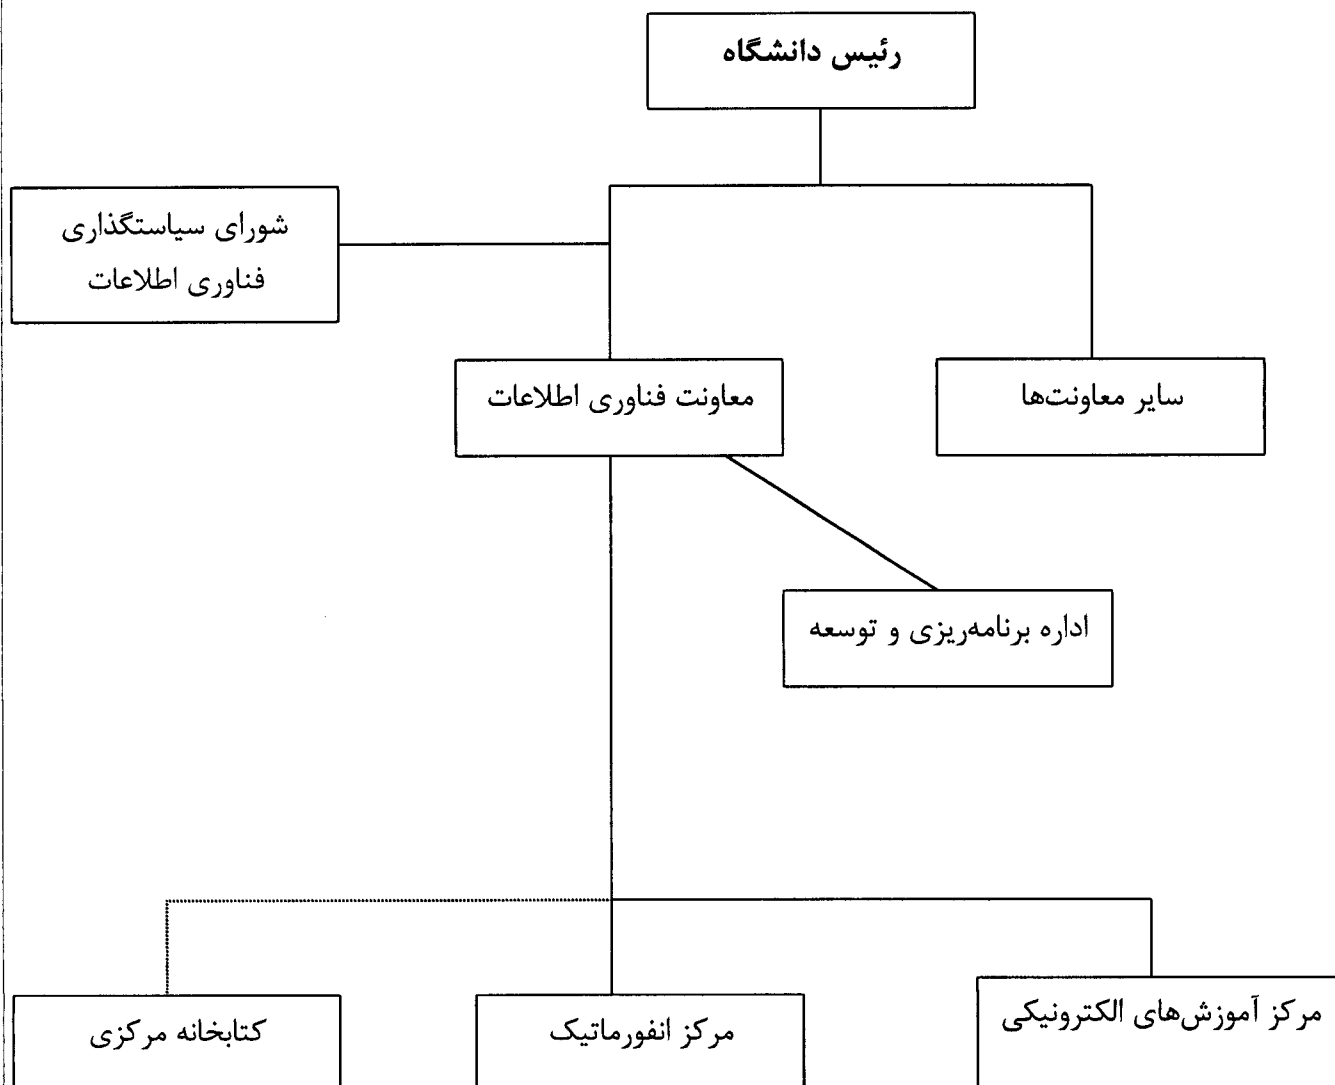 رئیس دانشگاه
شورای سیاستگذاری
فناوری اطلاعات
سایر معاونت‌ها
معاونت فناوری اطلاعات
اداره برنامه‌ریزی و توسعه
مرکز آموزش‌های الکترونیکی
مرکز انفورماتیک
کتابخانه مرکزی